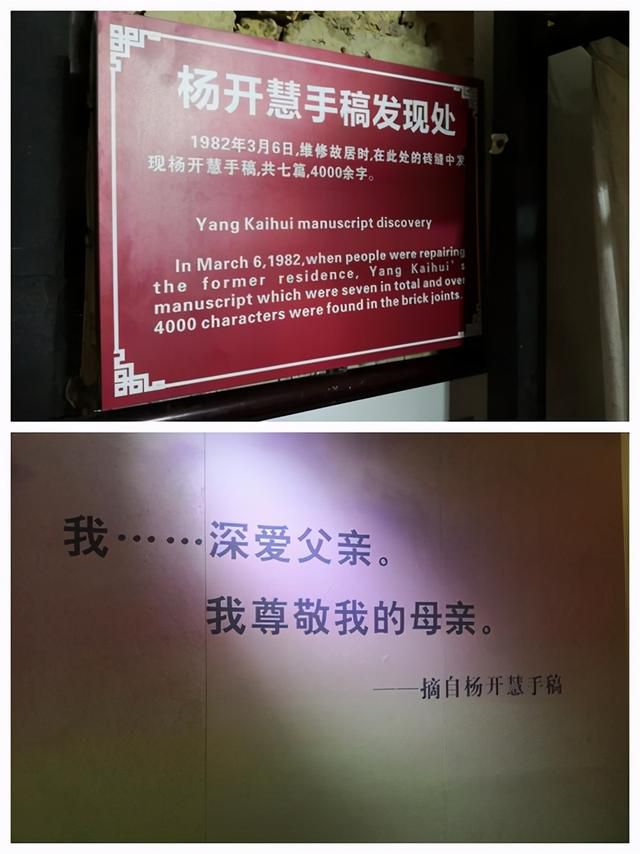 杨开慧手稿发现处
1982年3月6日,维修故居时,在此处的砖缝中发
现杨开慧手稿,共七篇,4000余字。
Yang Kaihui manuscript discovery
In March 6,1982,when people were repairing
the former residence, Yang Kaihui's
manuscript which were seven in total and over
4000 characters were found in the brick joints.
我……深爱父亲。
我尊敬我的母亲。
——摘自杨开慧手稿